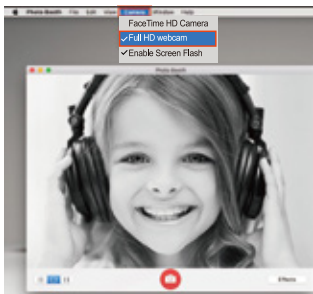 Photo Booth File Edit View Camera Window Help
FaceTime HD Camera
✓Full HD webcam
✓Enable Screen Flash
Photo Booth
Effects